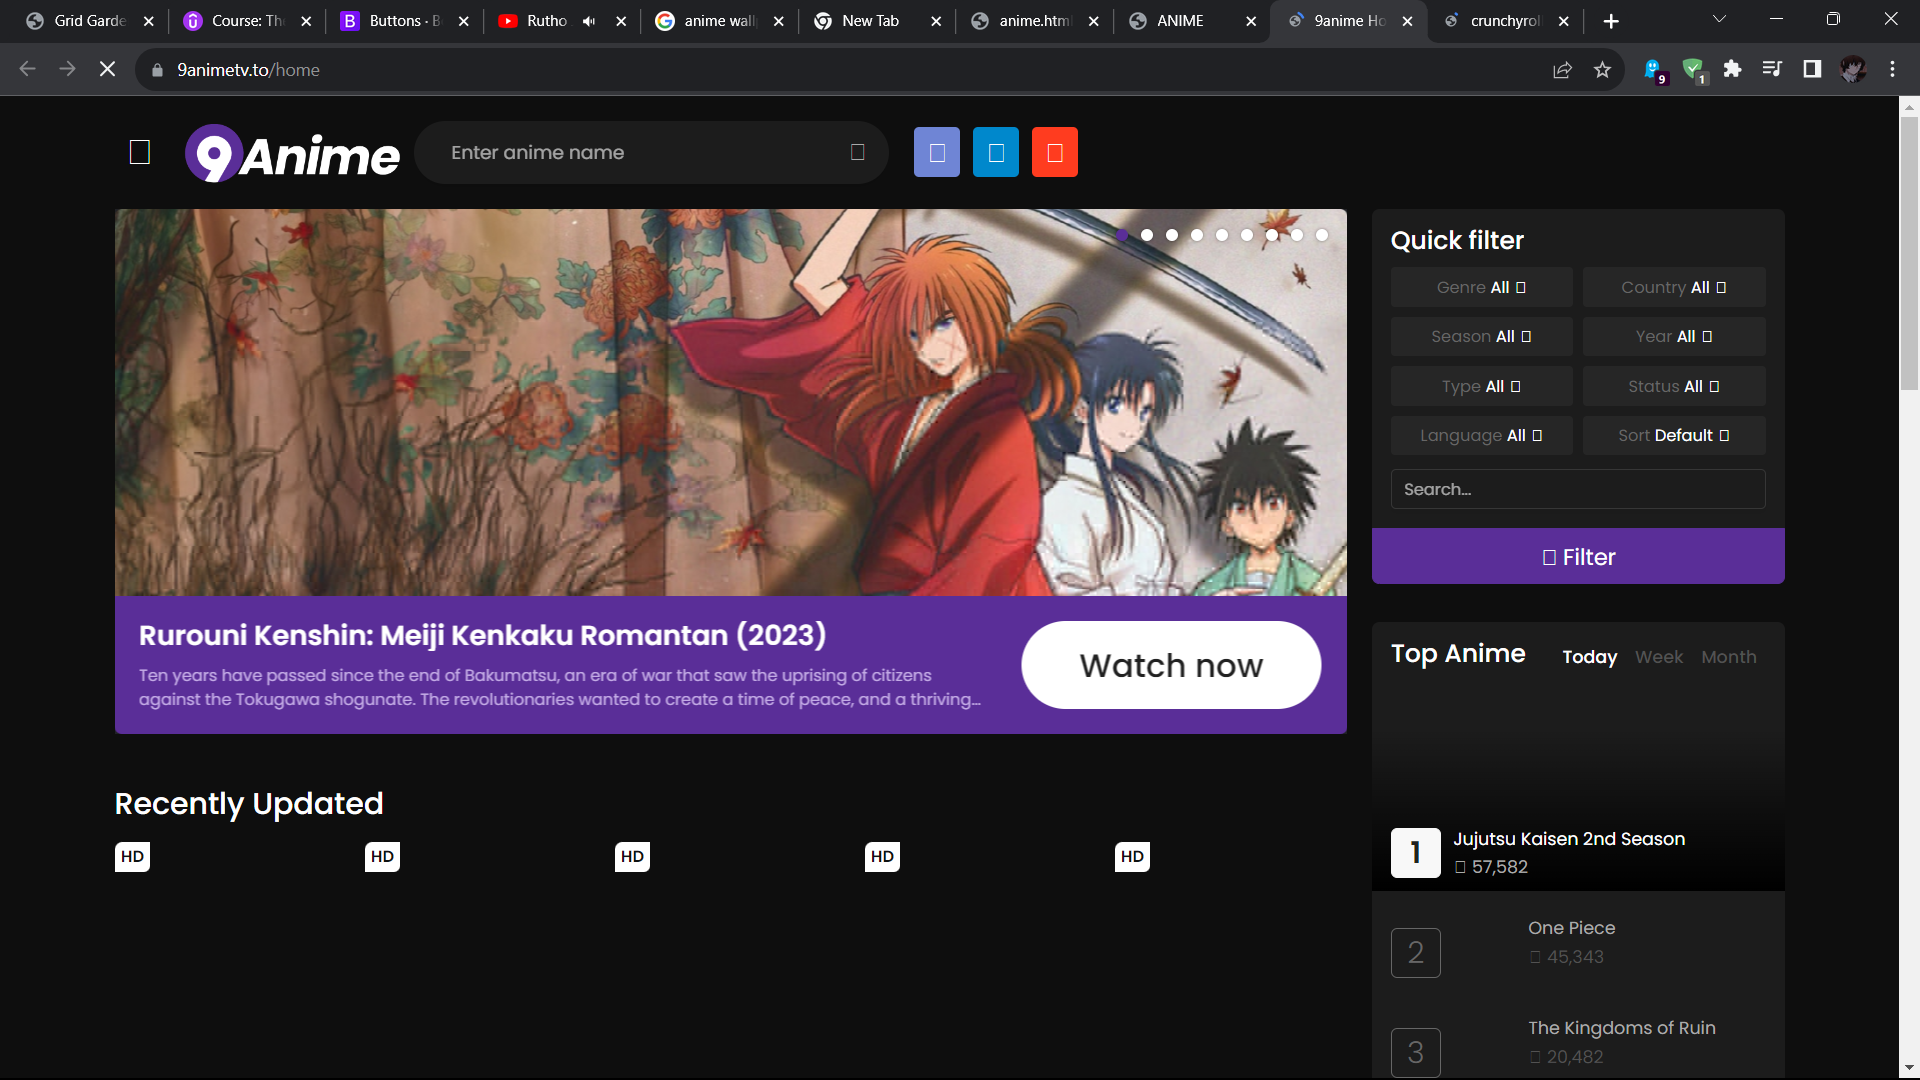 Grid Garde
Course: Th
Buttons · B
Rutho
anime wall
New Tab
anime.htm
ANIME
9anime Ho
crunchyroll
9animetv.to/home
9
1
9Anime
Enter anime name
Quick filter
Genre All
Country All
Season All
Year All
Type All
Status All
Language All
Sort Default
Search...
Filter
Rurouni Kenshin: Meiji Kenkaku Romantan (2023)
Ten years have passed since the end of Bakumatsu, an era of war that saw the uprising of citizens
against the Tokugawa shogunate. The revolutionaries wanted to create a time of peace, and a thriving...
Watch now
Top Anime
Today Week Month
1
Jujutsu Kaisen 2nd Season
57,582
2
One Piece
45,343
3
The Kingdoms of Ruin
20,482
Recently Updated
HD HD HD HD HD